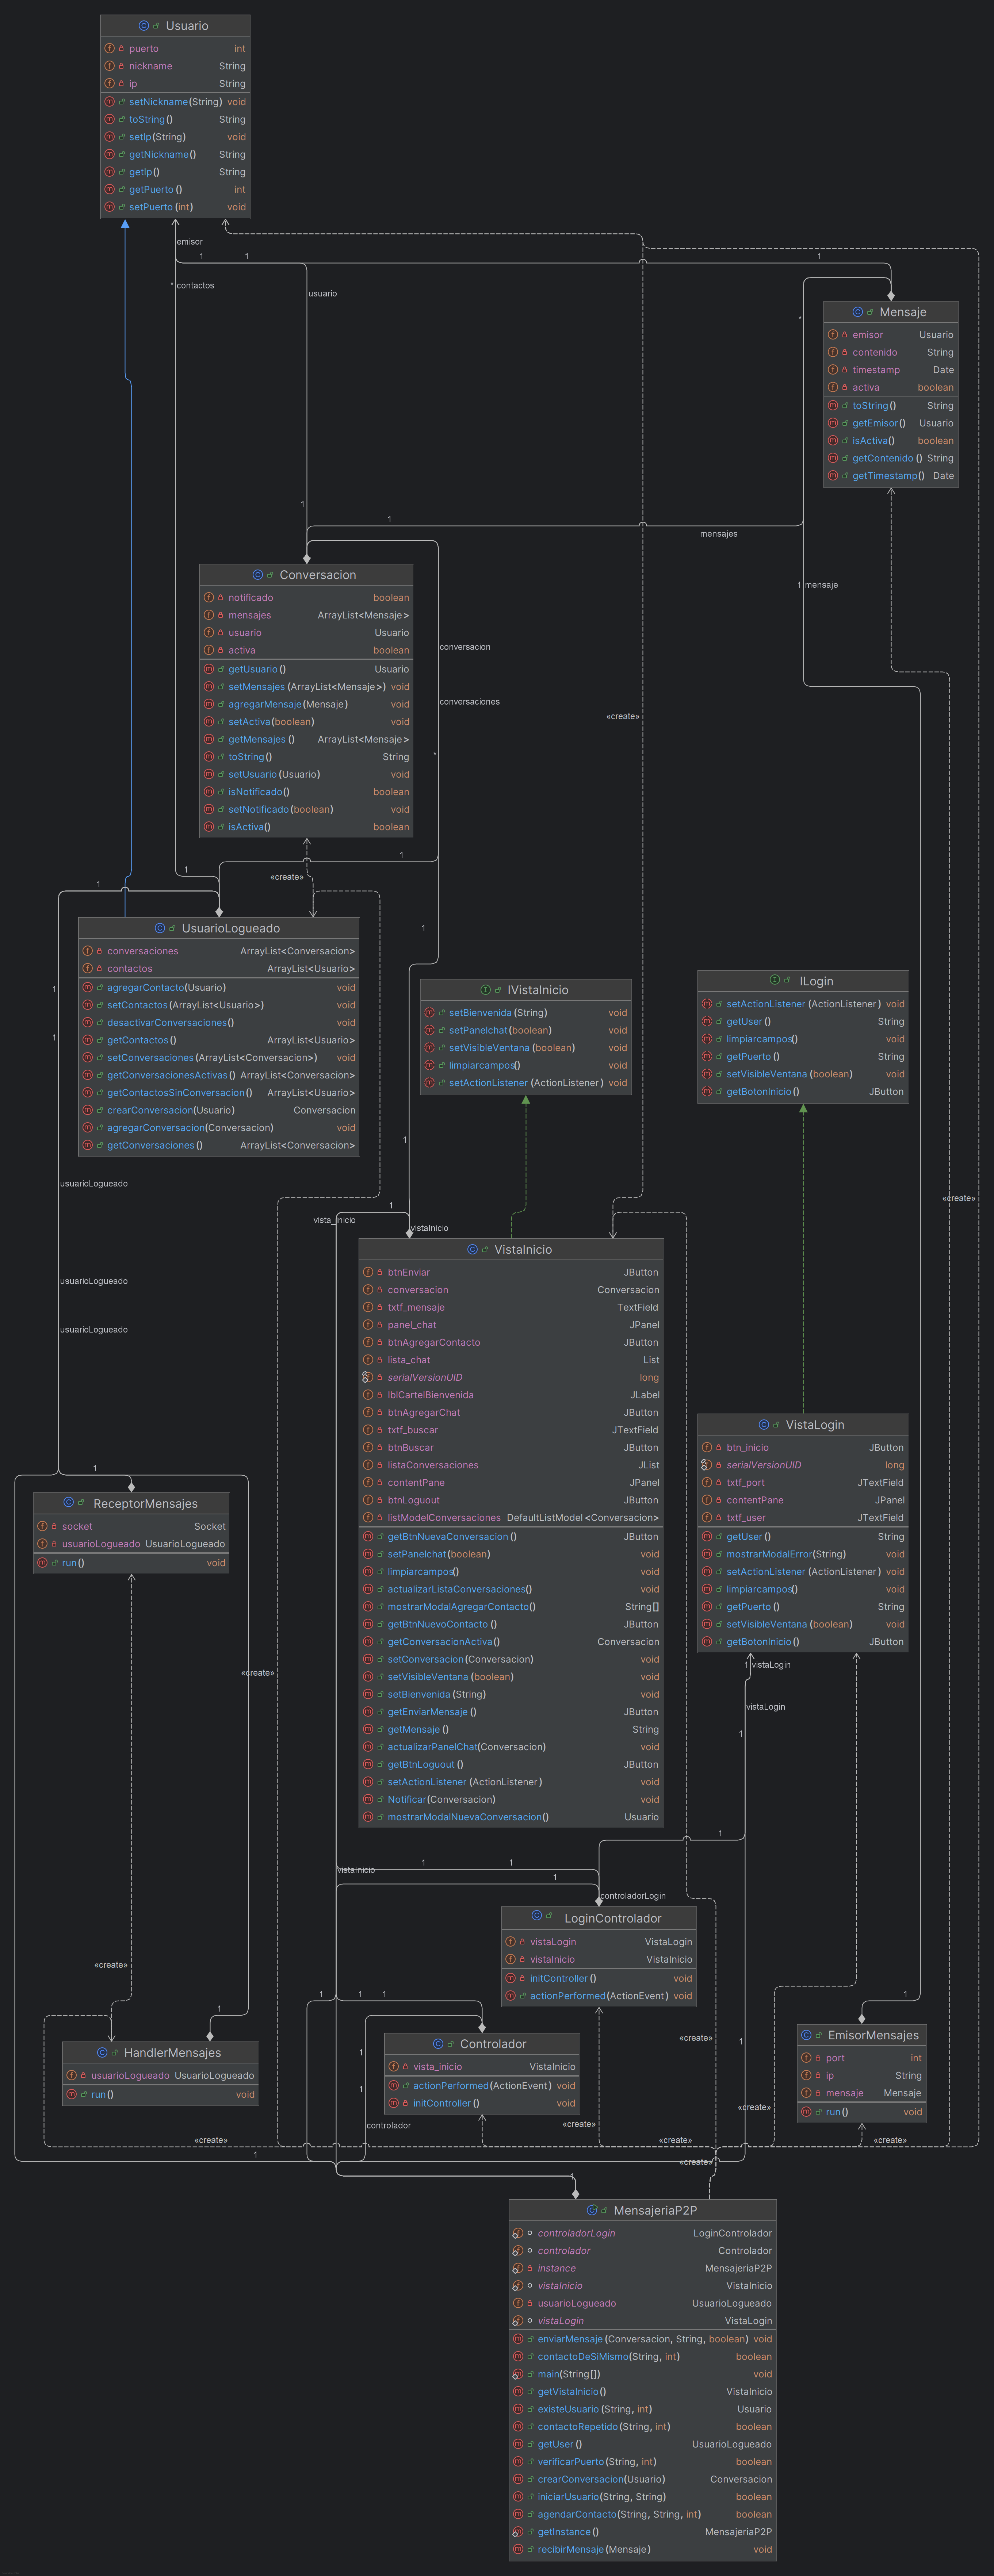 Usuario
puerto int
nickname String
ip String
setNickname(String) void
toString() String
setIp(String) void
getNickname() String
getIp() String
getPuerto() int
setPuerto(int) void
emisor
1
1
1
* contactos
usuario
*
Mensaje
emisor Usuario
contenido String
timestamp Date
activa boolean
toString() String
getEmisor() Usuario
isActiva() boolean
getContenido() String
getTimestamp() Date
1
1
mensajes
1 mensaje
Conversacion
notificado boolean
mensajes ArrayList<Mensaje>
usuario Usuario
activa boolean
getUsuario() Usuario
setMensajes(ArrayList<Mensaje>) void
agregarMensaje(Mensaje) void
setActiva(boolean) void
getMensajes() ArrayList<Mensaje>
toString() String
setUsuario(Usuario) void
isNotificado() boolean
setNotificado(boolean) void
isActiva() boolean
conversacion
conversaciones
«create»
*
1
1
«create»
1
UsuarioLogueado
conversaciones ArrayList<Conversacion>
contactos ArrayList<Usuario>
agregarContacto(Usuario) void
setContactos(ArrayList<Usuario>) void
desactivarConversaciones() void
getContactos() ArrayList<Usuario>
setConversaciones(ArrayList<Conversacion>) void
getConversacionesActivas() ArrayList<Conversacion>
getContactosSinConversacion() ArrayList<Usuario>
crearConversacion(Usuario) Conversacion
agregarConversacion(Conversacion) void
getConversaciones() ArrayList<Conversacion>
1
1
1
IVistaInicio
setBienvenida(String) void
setPanelchat(boolean) void
setVisibleVentana(boolean) void
limpiarcampos() void
setActionListener(ActionListener) void
ILogin
setActionListener(ActionListener) void
getUser() String
limpiarcampos() void
getPuerto() String
setVisibleVentana(boolean) void
getBotonInicio() JButton
1
usuarioLogueado
«create»
1
vista_inicio
vistaInicio
usuarioLogueado
usuarioLogueado
VistaInicio
btnEnviar JButton
conversacion Conversacion
txtf_mensaje TextField
panel_chat JPanel
btnAgregarContacto JButton
lista_chat List
serialVersionUID long
lblCartelBienvenida JLabel
btnAgregarChat JButton
txtf_buscar JTextField
btnBuscar JButton
listaConversaciones JList
contentPane JPanel
btnLoguout JButton
listModelConversaciones DefaultListModel<Conversacion>
getBtnNuevaConversacion() JButton
setPanelchat(boolean) void
limpiarcampos() void
actualizarListaConversaciones() void
mostrarModalAgregarContacto() String[]
getBtnNuevoContacto() JButton
getConversacionActiva() Conversacion
setConversacion(Conversacion) void
setVisibleVentana(boolean) void
setBienvenida(String) void
getEnviarMensaje() JButton
getMensaje() String
actualizarPanelChat(Conversacion) void
getBtnLoguout() JButton
setActionListener(ActionListener) void
Notificar(Conversacion) void
mostrarModalNuevaConversacion() Usuario
VistaLogin
btn_inicio JButton
serialVersionUID long
txtf_port JTextField
contentPane JPanel
txtf_user JTextField
getUser() String
mostrarModalError(String) void
setActionListener(ActionListener) void
limpiarcampos() void
getPuerto() String
setVisibleVentana(boolean) void
getBotonInicio() JButton
1
ReceptorMensajes
socket Socket
usuarioLogueado UsuarioLogueado
run() void
«create»
1 vistaLogin
vistaLogin
1
1
vistaInicio
1
1
1
controladorLogin
LoginControlador
vistaLogin VistaLogin
vistaInicio VistaInicio
initController() void
actionPerformed(ActionEvent) void
«create»
1
1
1
1
1
HandlerMensajes
usuarioLogueado UsuarioLogueado
run() void
Controlador
vista_inicio VistaInicio
actionPerformed(ActionEvent) void
initController() void
EmisorMensajes
port int
ip String
mensaje Mensaje
run() void
1
1
1
«create»
«create»
controlador
«create»
«create»
«create»
«create»
1
«create»
1
MensajeriaP2P
controladorLogin LoginControlador
controlador Controlador
instance MensajeriaP2P
vistaInicio VistaInicio
usuarioLogueado UsuarioLogueado
vistaLogin VistaLogin
enviarMensaje(Conversacion, String, boolean) void
contactoDeSiMismo(String, int) boolean
main(String[]) void
getVistaInicio() VistaInicio
existeUsuario(String, int) Usuario
contactoRepetido(String, int) boolean
getUser() UsuarioLogueado
verificarPuerto(String, int) boolean
crearConversacion(Usuario) Conversacion
iniciarUsuario(String, String) boolean
agendarContacto(String, String, int) boolean
getInstance() MensajeriaP2P
recibirMensaje(Mensaje) void